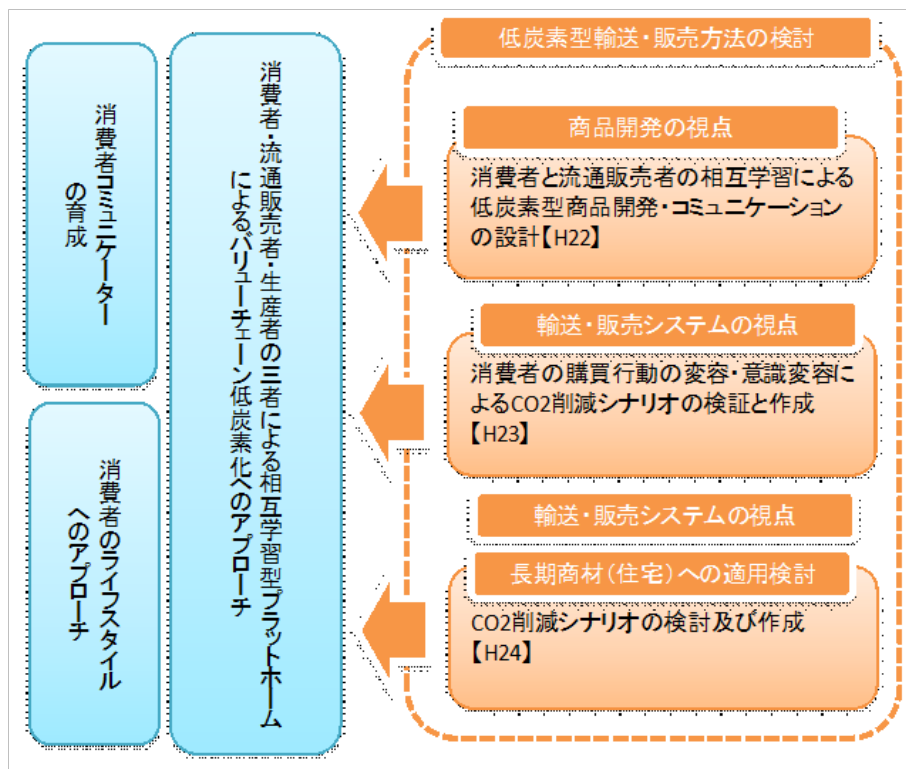 低炭素型輸送・販売方法の検討
商品開発の視点
消費者と流通販売者の相互学習による
低炭素型商品開発・コミュニケーション
の設計【H22】
輸送・販売システムの視点
消費者の購買行動の変容・意識変容に
よるCO2削減シナリオの検証と作成
【H23】
輸送・販売システムの視点
長期商材(住宅)への適用検討
CO2削減シナリオの検討及び作成
【H24】
消費者・流通販売者・生産者の三者による相互学習型プラットホーム
によるバリューチェーン低炭素化へのアプローチ
消費者コミュニケーター
の育成
消費者のライフスタイル
へのアプローチ